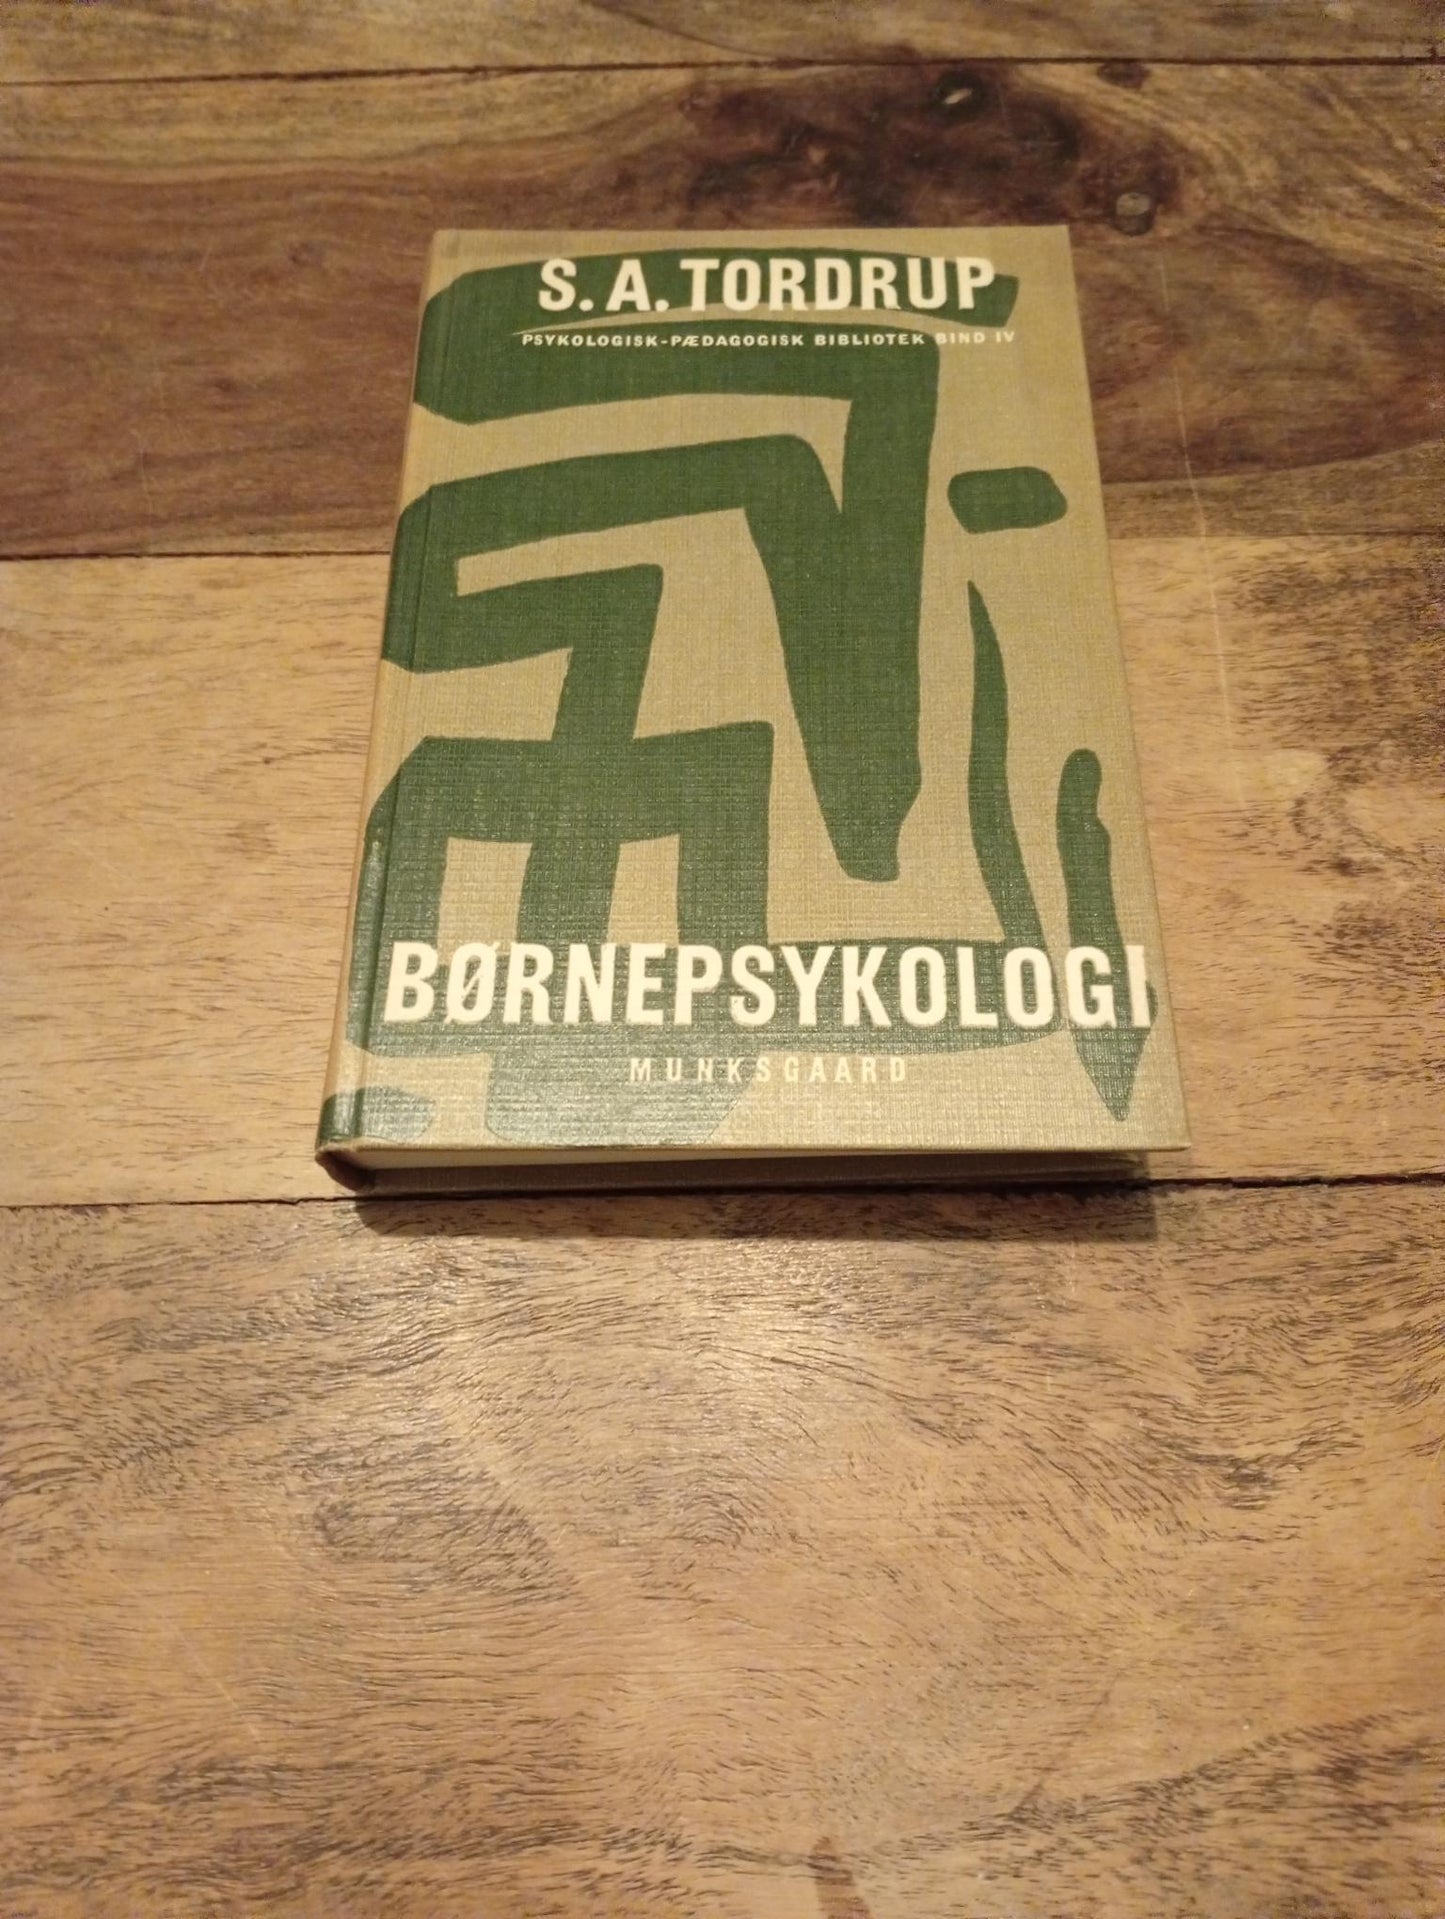 S. A. TORDRUP
PSYKOLOGISK-PÆDAGOGISK BIBLIOTEK BIND IV
BØRNEPSYKOLOGI
MUNKSGAARD